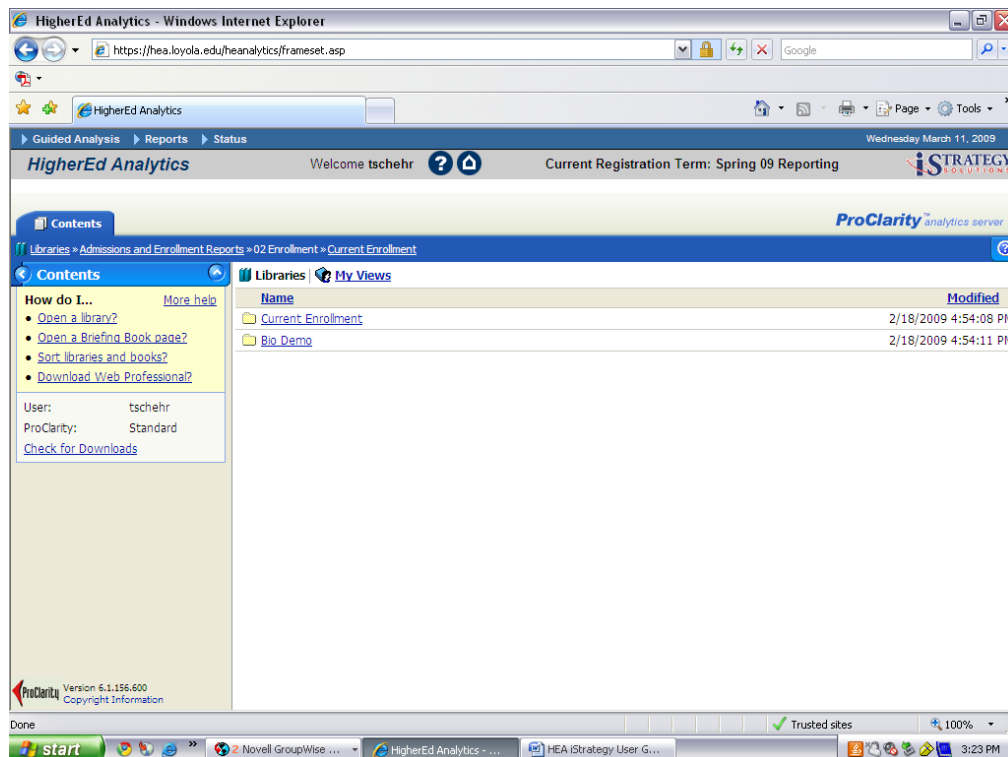 HigherEd Analytics - Windows Internet Explorer
https://hea.loyola.edu/heanalytics/frameset.asp
Google
HigherEd Analytics
Page
Tools
Guided Analysis Reports Status Wednesday March 11, 2009
HigherEd Analytics Welcome tschehr Current Registration Term: Spring 09 Reporting iSTRATEGY
SOLUTIONS
Contents ProClarity™ analytics server
Libraries » Admissions and Enrollment Reports » 02 Enrollment » Current Enrollment
Contents Libraries | My Views
How do I... More help Name Modified
• Open a library? Current Enrollment 2/18/2009 4:54:08 PM
• Open a Briefing Book page? Bio Demo 2/18/2009 4:54:11 PM
• Sort libraries and books?
• Download Web Professional?
User: tschehr
ProClarity: Standard
Check for Downloads
ProClarity Version 6.1.156.600
Copyright Information
Done Trusted sites 100%
start » 2 Novell GroupWise ... HigherEd Analytics - ... HEA iStrategy User G... 3:23 PM